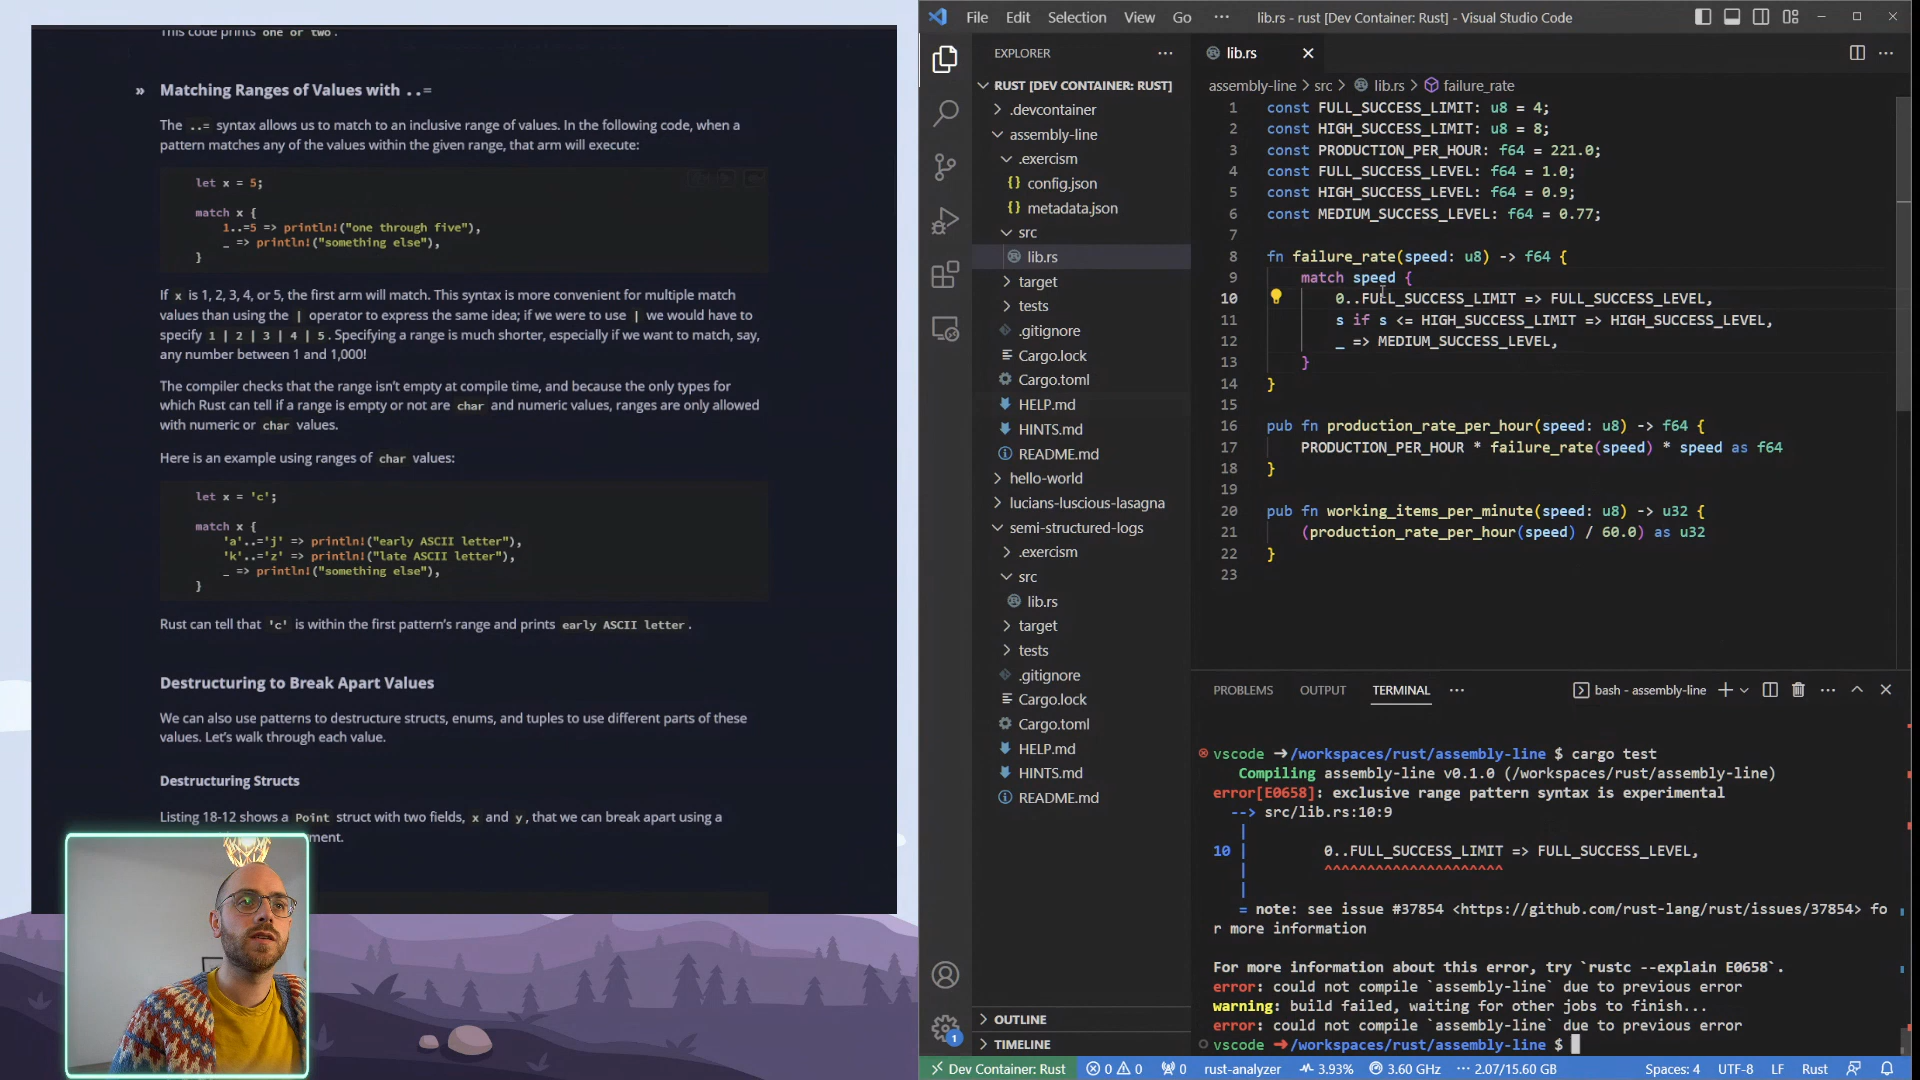 This code prints one or two.
» Matching Ranges of Values with ..=
The ..= syntax allows us to match to an inclusive range of values. In the following code, when a
pattern matches any of the values within the given range, that arm will execute:
let x = 5;
match x {
1..=5 => println!("one through five"),
_ => println!("something else"),
}
If x is 1, 2, 3, 4, or 5, the first arm will match. This syntax is more convenient for multiple match
values than using the | operator to express the same idea; if we were to use | we would have to
specify 1 | 2 | 3 | 4 | 5. Specifying a range is much shorter, especially if we want to match, say,
any number between 1 and 1,000!
The compiler checks that the range isn't empty at compile time, and because the only types for
which Rust can tell if a range is empty or not are char and numeric values, ranges are only allowed
with numeric or char values.
Here is an example using ranges of char values:
let x = 'c';
match x {
'a'..='j' => println!("early ASCII letter"),
'k'..='z' => println!("late ASCII letter"),
_ => println!("something else"),
}
Rust can tell that 'c' is within the first pattern's range and prints early ASCII letter.
Destructuring to Break Apart Values
We can also use patterns to destructure structs, enums, and tuples to use different parts of these
values. Let's walk through each value.
Destructuring Structs
Listing 18-12 shows a Point struct with two fields, x and y, that we can break apart using a
ment.
File Edit Selection View Go ··· lib.rs - rust [Dev Container: Rust] - Visual Studio Code
EXPLORER
RUST [DEV CONTAINER: RUST]
.devcontainer
assembly-line
.exercism
config.json
metadata.json
src
lib.rs
target
tests
.gitignore
Cargo.lock
Cargo.toml
HELP.md
HINTS.md
README.md
hello-world
lucians-luscious-lasagna
semi-structured-logs
.exercism
src
lib.rs
target
tests
.gitignore
Cargo.lock
Cargo.toml
HELP.md
HINTS.md
README.md
OUTLINE
TIMELINE
lib.rs
assembly-line > src > lib.rs > failure_rate
1 const FULL_SUCCESS_LIMIT: u8 = 4;
2 const HIGH_SUCCESS_LIMIT: u8 = 8;
3 const PRODUCTION_PER_HOUR: f64 = 221.0;
4 const FULL_SUCCESS_LEVEL: f64 = 1.0;
5 const HIGH_SUCCESS_LEVEL: f64 = 0.9;
6 const MEDIUM_SUCCESS_LEVEL: f64 = 0.77;
7
8 fn failure_rate(speed: u8) -> f64 {
9 match speed {
10 0..FULL_SUCCESS_LIMIT => FULL_SUCCESS_LEVEL,
11 s if s <= HIGH_SUCCESS_LIMIT => HIGH_SUCCESS_LEVEL,
12 _ => MEDIUM_SUCCESS_LEVEL,
13 }
14 }
15
16 pub fn production_rate_per_hour(speed: u8) -> f64 {
17 PRODUCTION_PER_HOUR * failure_rate(speed) * speed as f64
18 }
19
20 pub fn working_items_per_minute(speed: u8) -> u32 {
21 (production_rate_per_hour(speed) / 60.0) as u32
22 }
23
PROBLEMS OUTPUT TERMINAL ··· bash - assembly-line
vscode ➜ /workspaces/rust/assembly-line $ cargo test
Compiling assembly-line v0.1.0 (/workspaces/rust/assembly-line)
error[E0658]: exclusive range pattern syntax is experimental
--> src/lib.rs:10:9
|
10 | 0..FULL_SUCCESS_LIMIT => FULL_SUCCESS_LEVEL,
| ^^^^^^^^^^^^^^^^^^^^^
|
= note: see issue #37854 <https://github.com/rust-lang/rust/issues/37854> fo
r more information
For more information about this error, try `rustc --explain E0658`.
error: could not compile `assembly-line` due to previous error
warning: build failed, waiting for other jobs to finish...
error: could not compile `assembly-line` due to previous error
vscode ➜ /workspaces/rust/assembly-line $
1
Dev Container: Rust 0 0 0 rust-analyzer 3.93% 3.60 GHz ··· 2.07/15.60 GB Spaces: 4 UTF-8 LF Rust